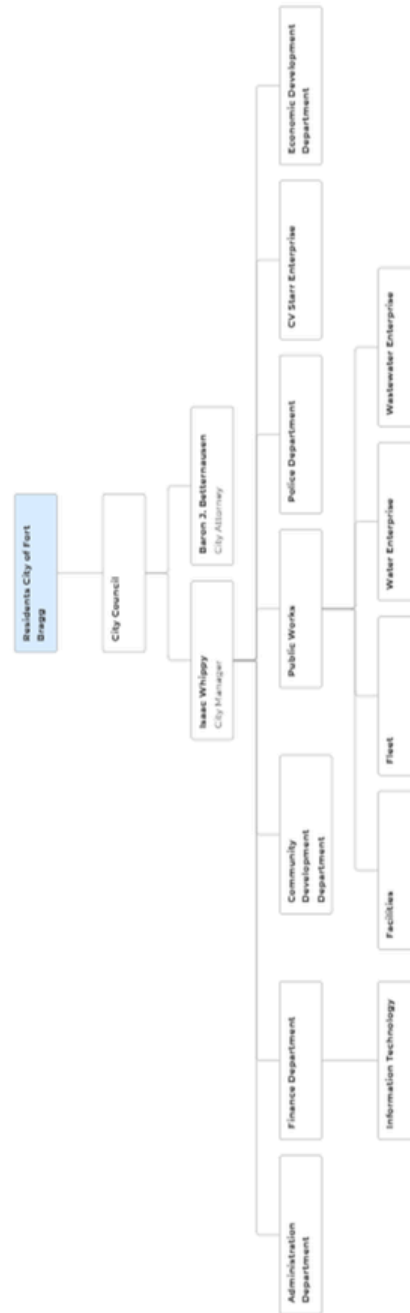 Residents City of Fort
Bragg
City Council
Isaac Whippy
City Manager
Baron J. Bettenhausen
City Attorney
Administration
Department
Finance Department
Community
Development
Department
Public Works
Police Department
CV Starr Enterprise
Economic Development
Department
Information Technology
Facilities
Fleet
Water Enterprise
Wastewater Enterprise